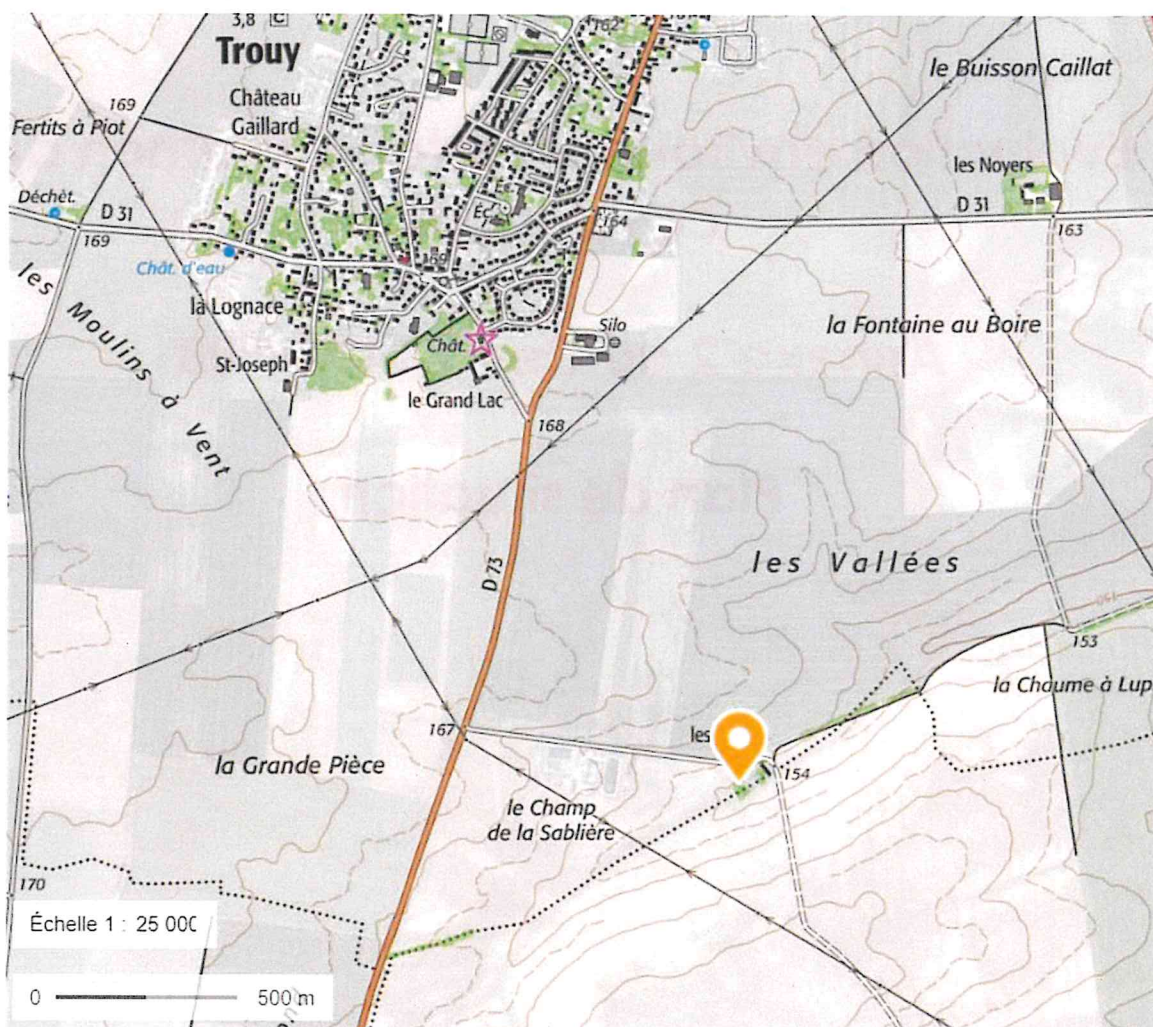 3,8 C
162
Trouy
le Buisson Caillat
Château
Gaillard
169
Fertits à Piot
les Noyers
Éc.
Déchèt.
D 31
Éc.
D 31
164
163
169
Chât. d'eau
169
les Moulins à Vent
la Lognace
la Fontaine au Boire
Silo
Chât.
St-Joseph
le Grand Lac
168
les Vallées
D 73
153
la Chaume à Lup
167
les
la Grande Pièce
154
le Champ
de la Sablière
170
Échelle 1 : 25 000
0 500 m